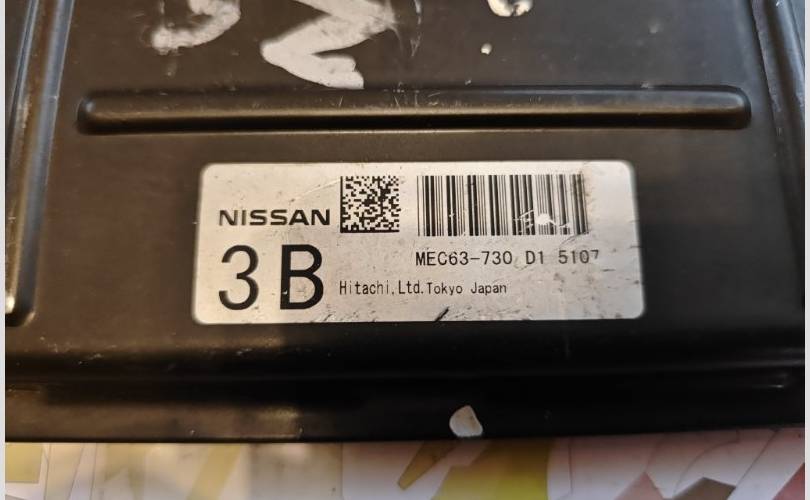 NISSAN
3B
MEC63-730 D1 5107
Hitachi,Ltd.Tokyo Japan